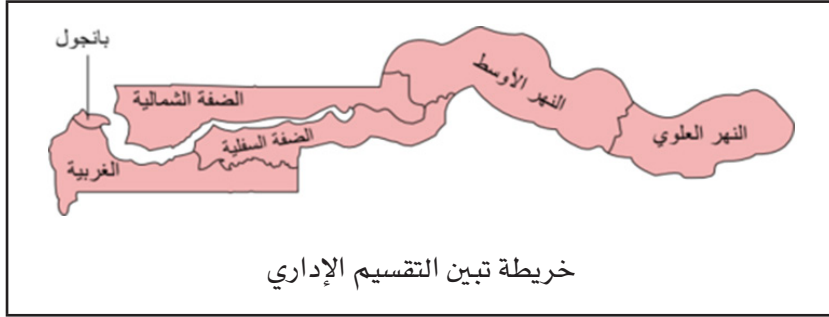 بانجول
الضفة الشمالية
النهر الأوسط
النهر العلوي
الضفة السفلية
الغربية
خريطة تبين التقسيم الإداري